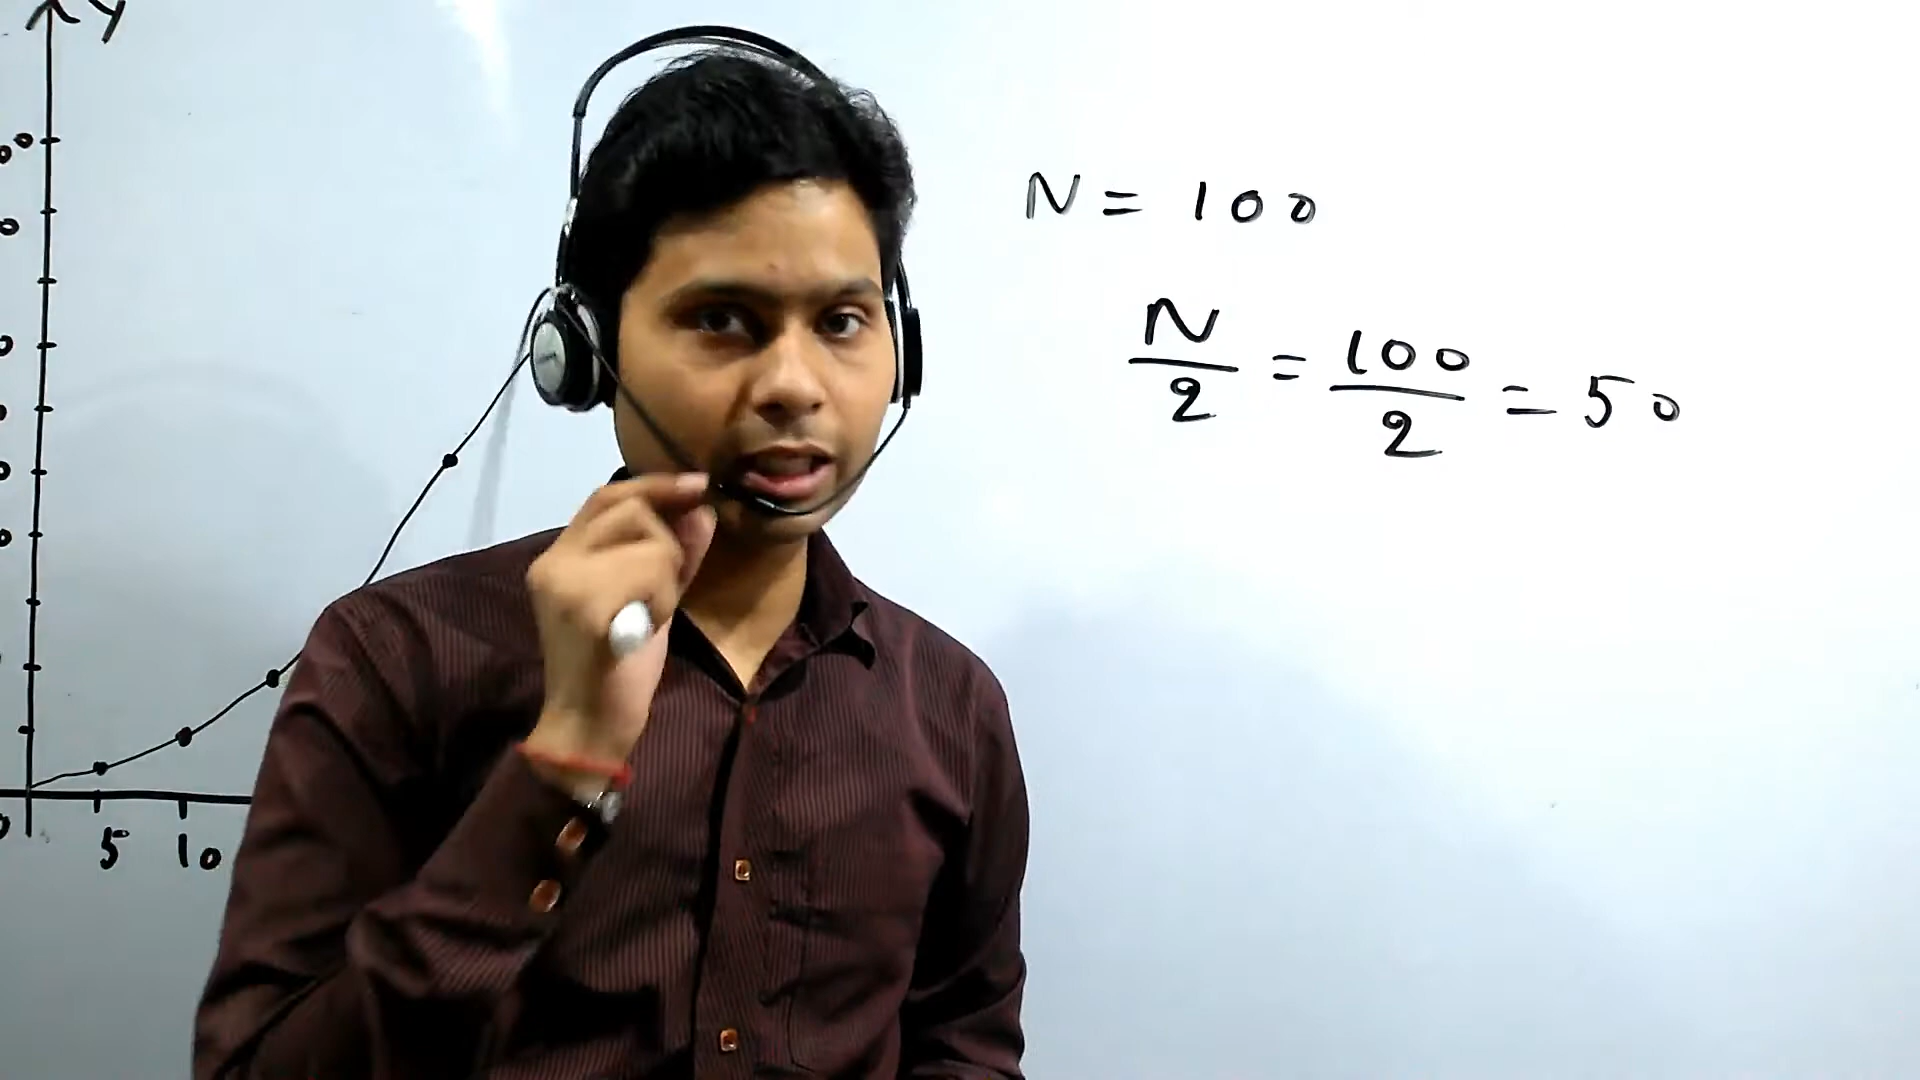 y
N = 100
N/2 = 100/2 = 50
5 10